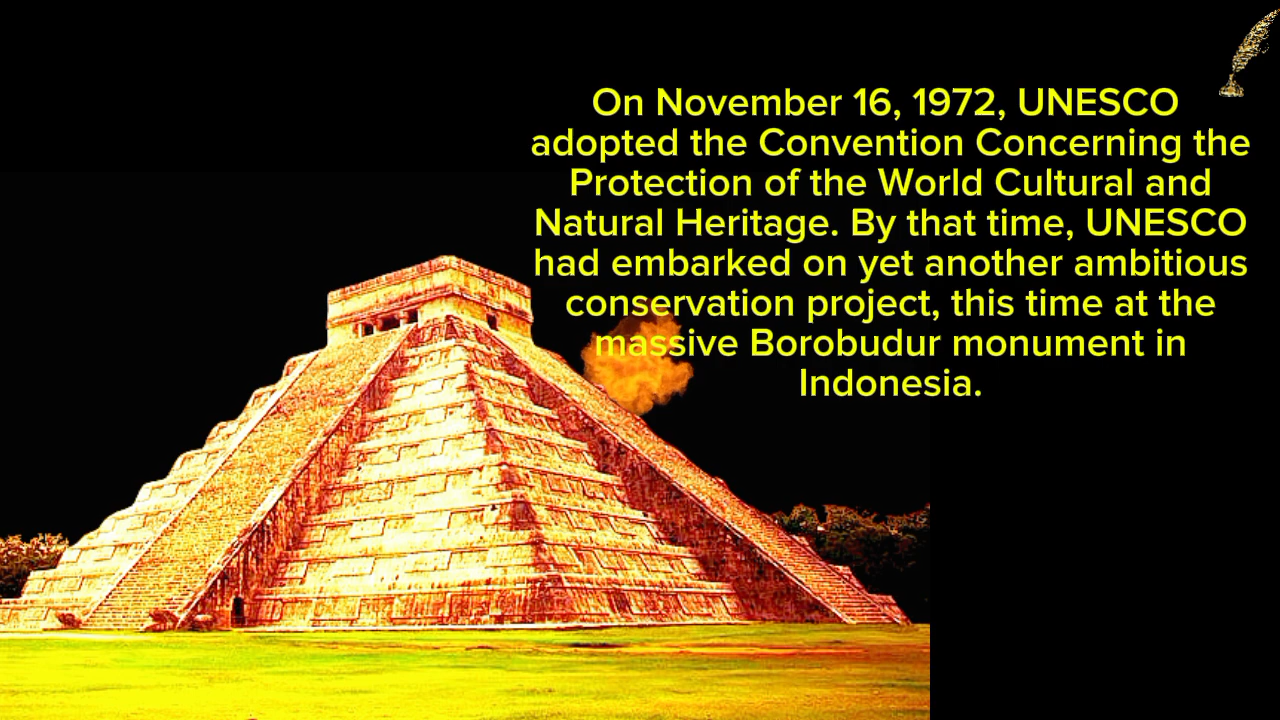 On November 16, 1972, UNESCO
adopted the Convention Concerning the
Protection of the World Cultural and
Natural Heritage. By that time, UNESCO
had embarked on yet another ambitious
conservation project, this time at the
massive Borobudur monument in
Indonesia.